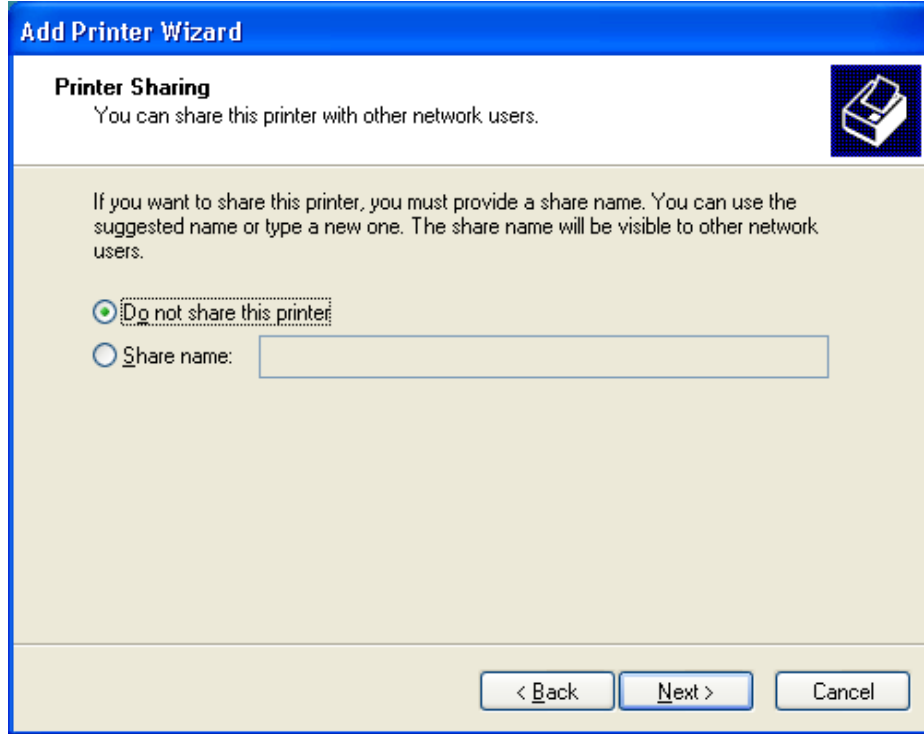 Add Printer Wizard
Printer Sharing
You can share this printer with other network users.
If you want to share this printer, you must provide a share name. You can use the
suggested name or type a new one. The share name will be visible to other network
users.
Do not share this printer
Share name:
< Back
Next >
Cancel